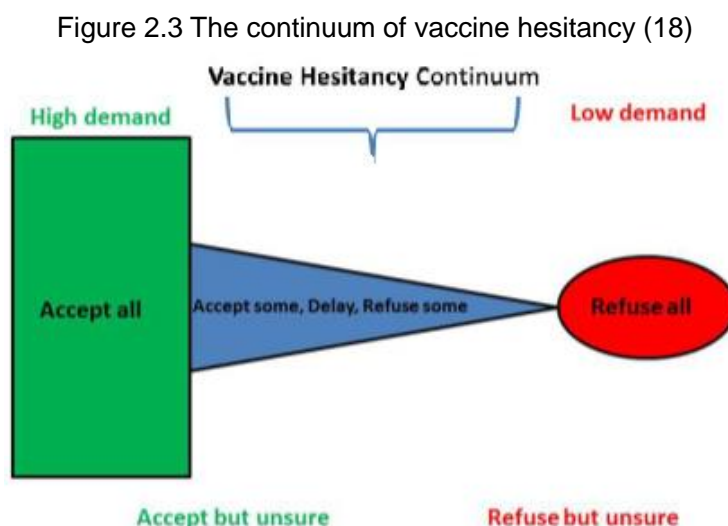 Figure 2.3 The continuum of vaccine hesitancy (18)
Vaccine Hesitancy Continuum
High demand
Low demand
Accept all
Accept some, Delay, Refuse some
Refuse all
Accept but unsure
Refuse but unsure